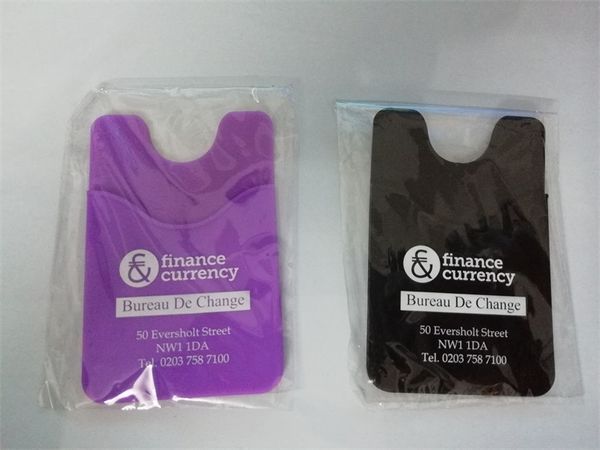 finance
currency
Bureau De Change
50 Eversholt Street
NW1 1DA
Tel. 0203 758 7100
finance
currency
Bureau De Change
50 Eversholt Street
NW1 1DA
Tel. 0203 758 7100